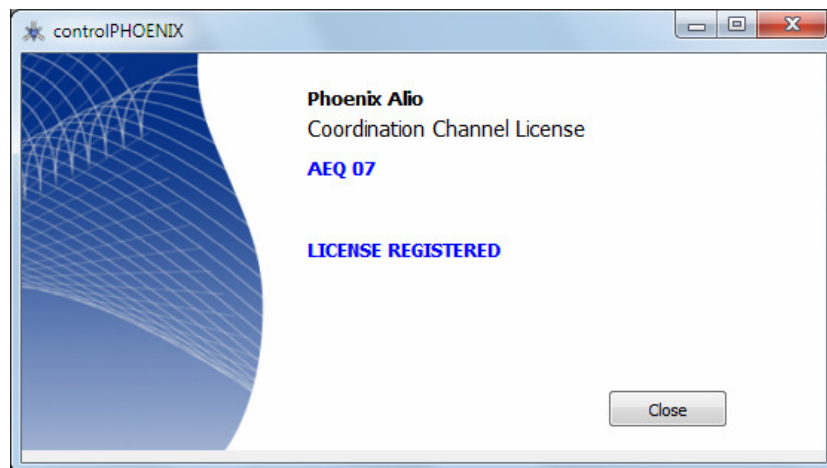 controlPHOENIX
Phoenix Alio
Coordination Channel License
AEQ 07
LICENSE REGISTERED
Close